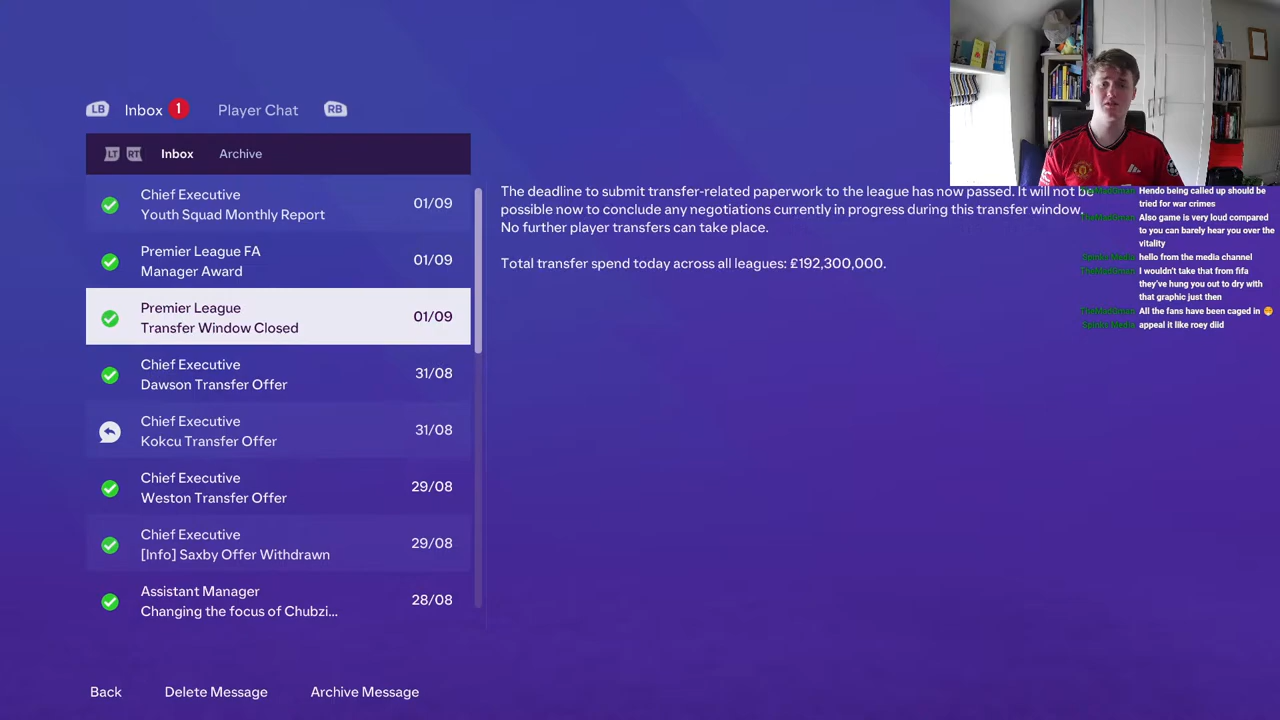 LB Inbox 1 Player Chat RB
LT RT Inbox Archive
Chief Executive
Youth Squad Monthly Report
01/09
Premier League FA
Manager Award
01/09
Premier League
Transfer Window Closed
01/09
Chief Executive
Dawson Transfer Offer
31/08
Chief Executive
Kokcu Transfer Offer
31/08
Chief Executive
Weston Transfer Offer
29/08
Chief Executive
[Info] Saxby Offer Withdrawn
29/08
Assistant Manager
Changing the focus of Chubzi...
28/08
The deadline to submit transfer-related paperwork to the league has now passed. It will not be
possible now to conclude any negotiations currently in progress during this transfer window.
No further player transfers can take place.
Total transfer spend today across all leagues: £192,300,000.
Hendo being called up should be
tried for war crimes
Also game is very loud compared
to you can barely hear you over the
vitality
hello from the media channel
I wouldn't take that from fifa
they've hung you out to dry with
that graphic just then
All the fans have been caged in
appeal it like roey diid
Back Delete Message Archive Message